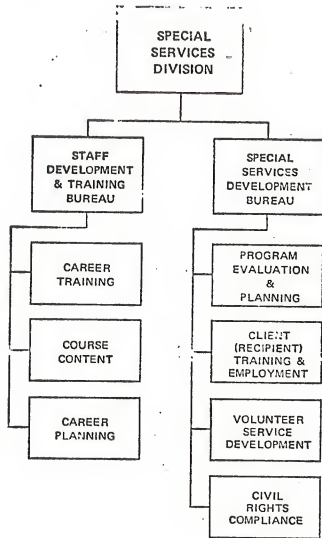 SPECIAL
SERVICES
DIVISION
STAFF
DEVELOPMENT
& TRAINING
BUREAU
CAREER
TRAINING
COURSE
CONTENT
CAREER
PLANNING
SPECIAL
SERVICES
DEVELOPMENT
BUREAU
PROGRAM
EVALUATION
&
PLANNING
CLIENT
(RECIPIENT)
TRAINING &
EMPLOYMENT
VOLUNTEER
SERVICE
DEVELOPMENT
CIVIL
RIGHTS
COMPLIANCE